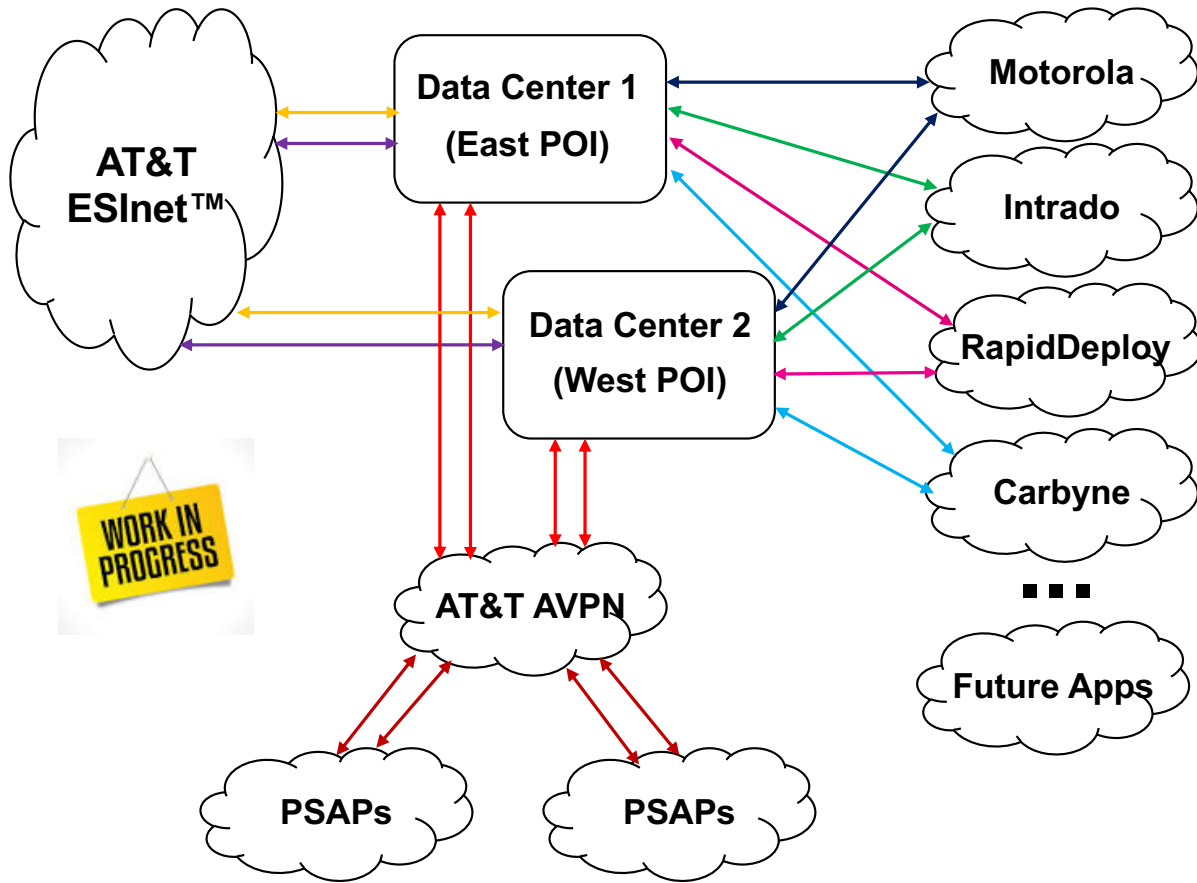 AT&T
ESInet™
Data Center 1
(East POI)
Data Center 2
(West POI)
Motorola
Intrado
RapidDeploy
Carbyne
Future Apps
WORK IN
PROGRESS
AT&T AVPN
PSAPs
PSAPs